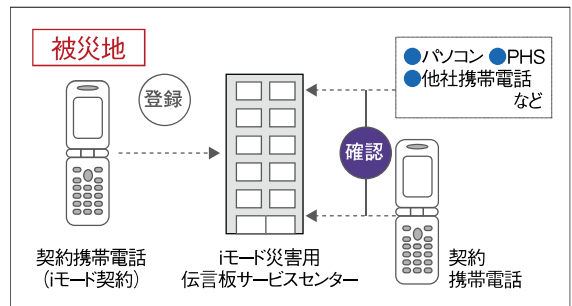 被災地
登録
●パソコン ●PHS
●他社携帯電話
など
確認
契約携帯電話
（iモード契約）
iモード災害用
伝言板サービスセンター
契約
携帯電話